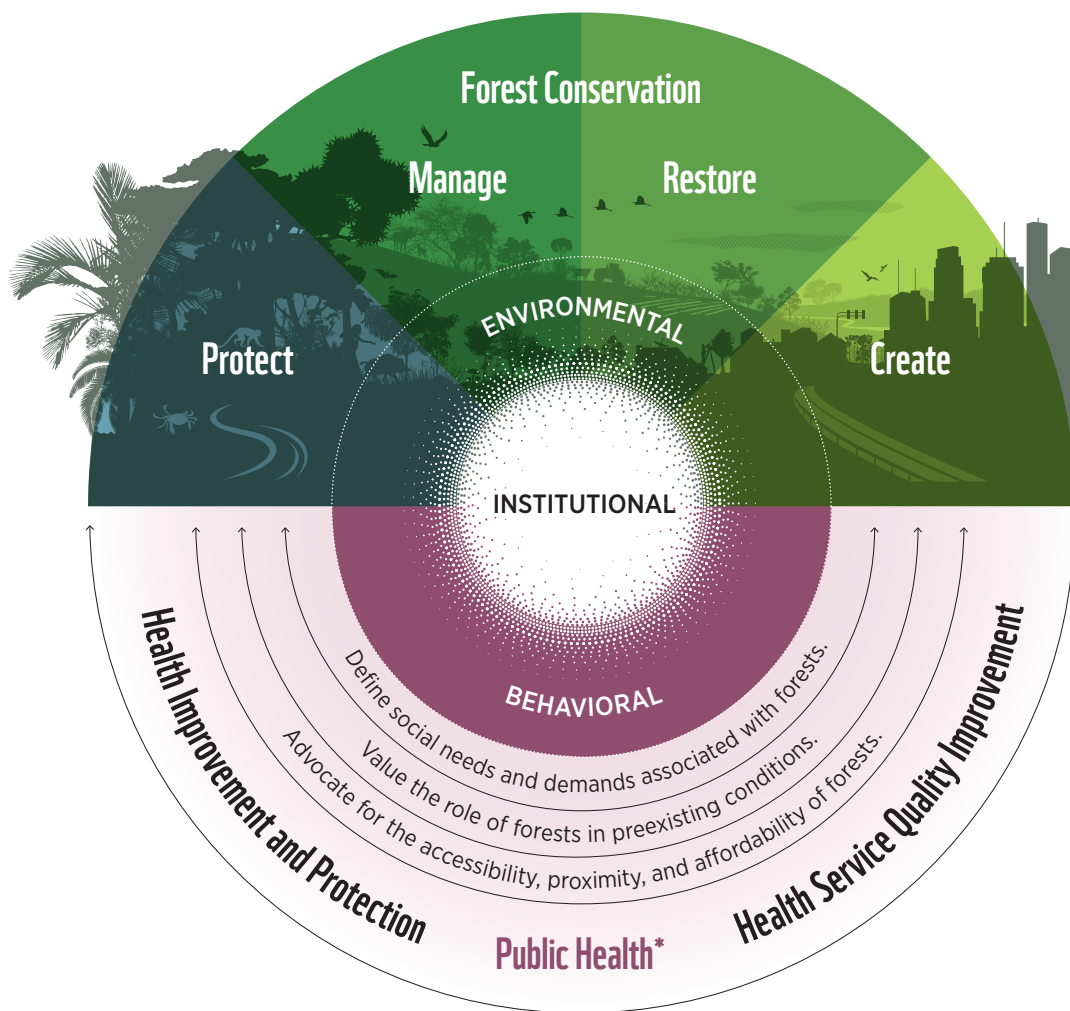 Forest Conservation
Manage
Restore
Protect
Create
ENVIRONMENTAL
INSTITUTIONAL
BEHAVIORAL
Define social needs and demands associated with forests.
Value the role of forests in preexisting conditions.
Advocate for the accessibility, proximity, and affordability of forests.
Health Improvement and Protection
Health Service Quality Improvement
Public Health*